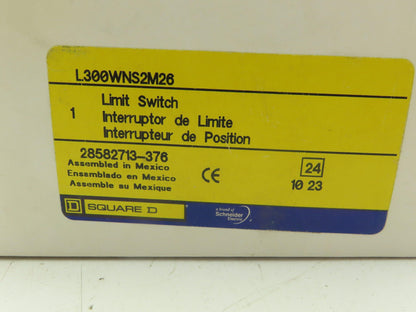 L300WNS2M26
1 Limit Switch
Interruptor de Limite
Interrupteur de Position
28582713-376
Assembled in Mexico
Ensamblado en Mexico
Assemble au Mexique
CE
24
10 23
D SQUARE D
a brand of
Schneider
Electric